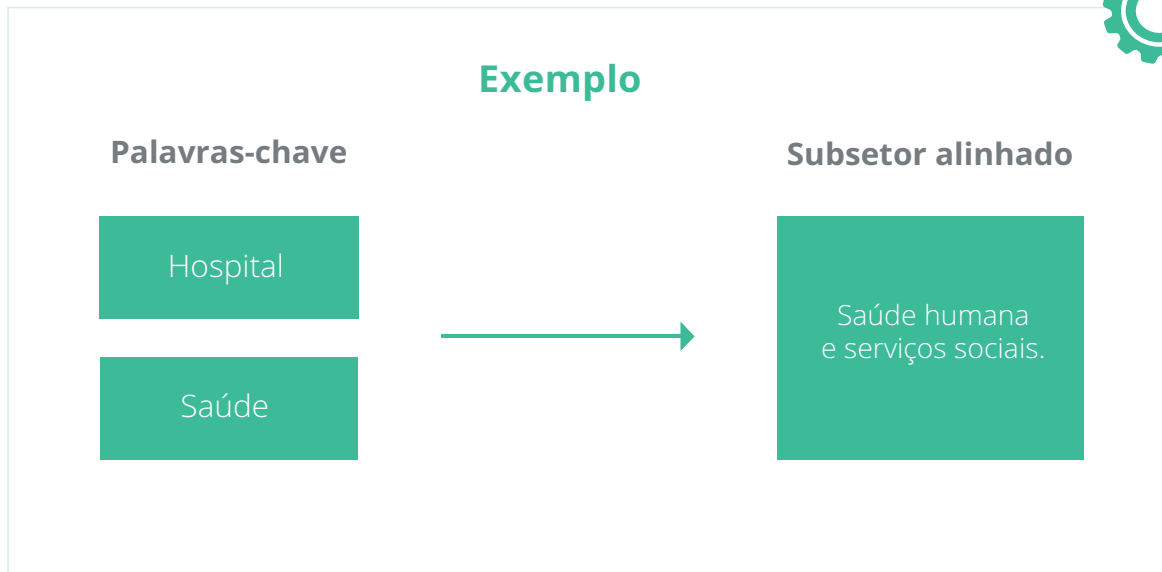 Exemplo
Palavras-chave
Hospital
Saúde
Subsetor alinhado
Saúde humana
e serviços sociais.